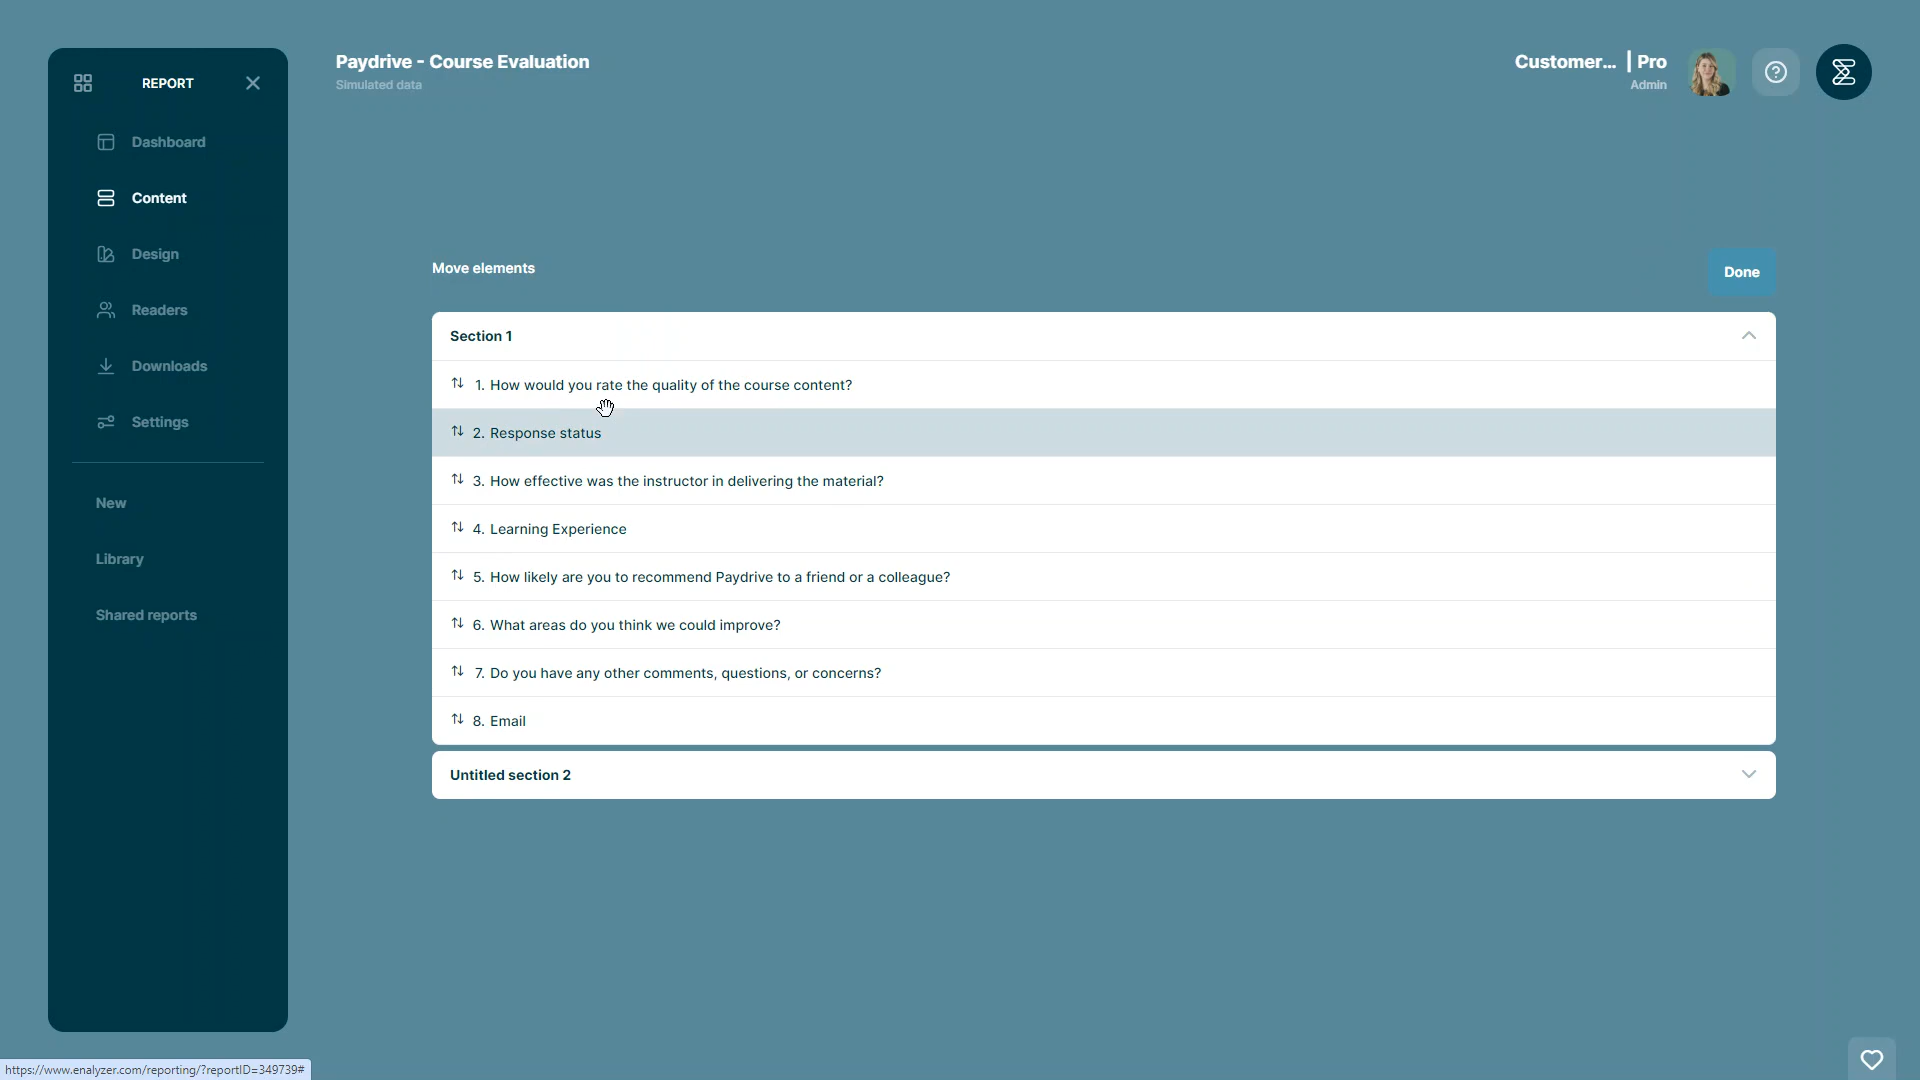 REPORT
Dashboard
Content
Design
Readers
Downloads
Settings
New
Library
Shared reports
Paydrive - Course Evaluation
Simulated data
Customer... | Pro
Admin
Move elements
Done
Section 1
1. How would you rate the quality of the course content?
2. Response status
3. How effective was the instructor in delivering the material?
4. Learning Experience
5. How likely are you to recommend Paydrive to a friend or a colleague?
6. What areas do you think we could improve?
7. Do you have any other comments, questions, or concerns?
8. Email
Untitled section 2
https://www.enalyzer.com/reporting/?reportID=349739#